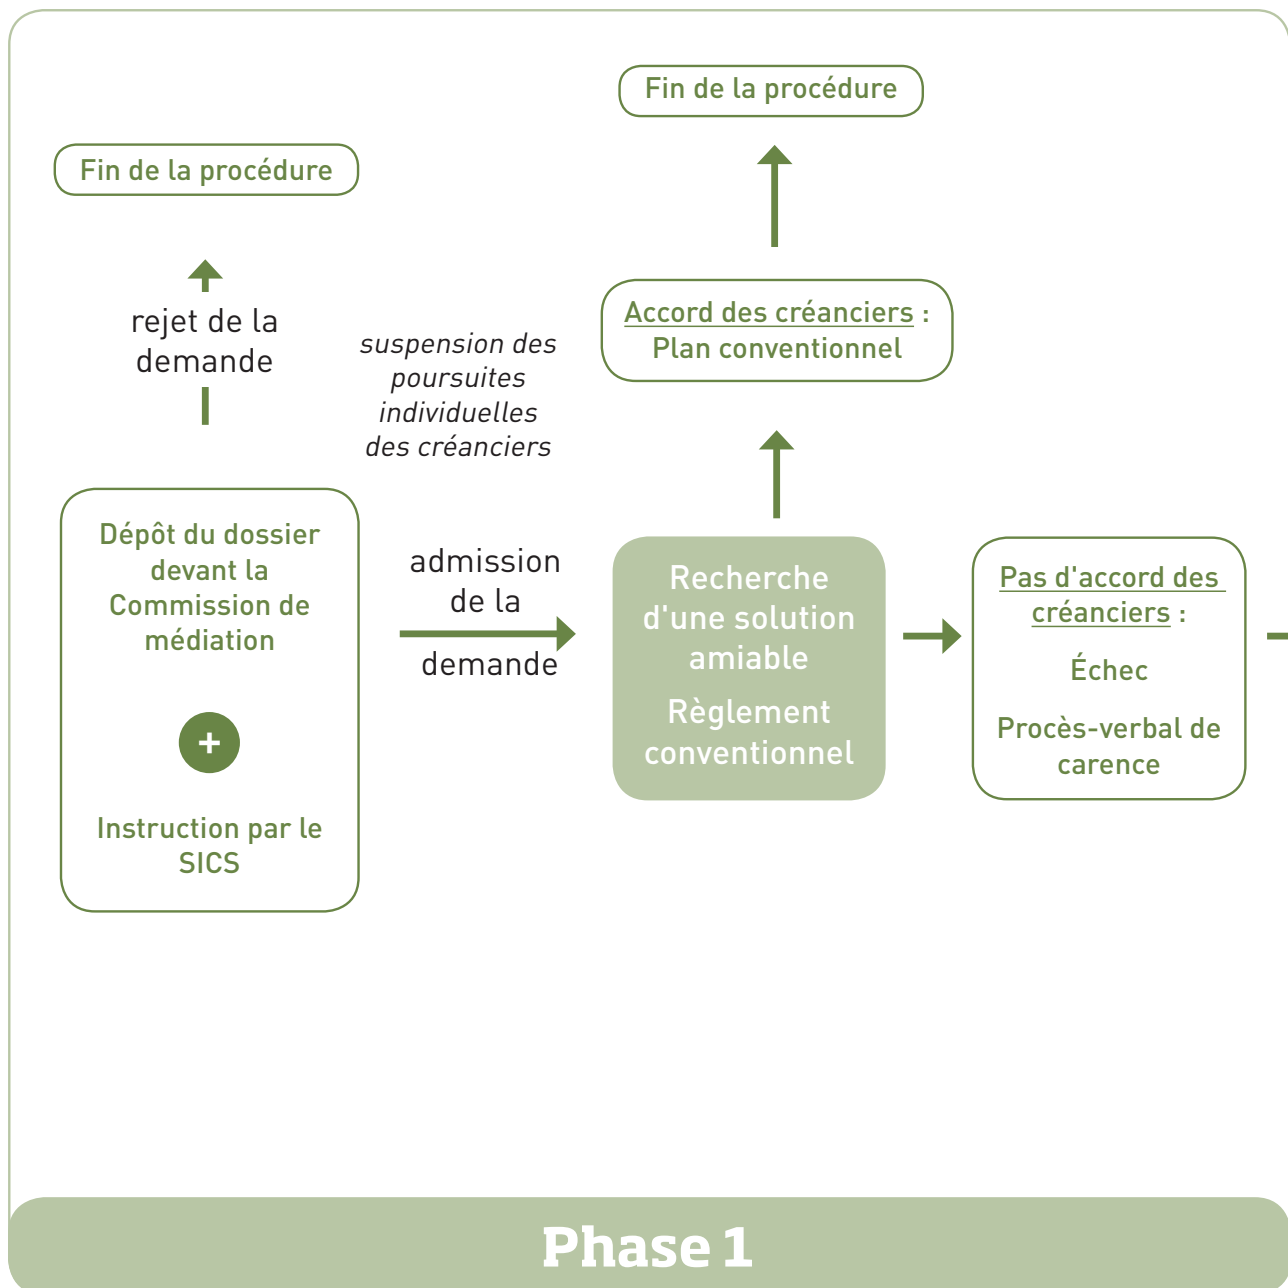 Fin de la procédure
rejet de la
demande
Dépôt du dossier
devant la
Commission de
médiation
+
Instruction par le
SICS
suspension des
poursuites
individuelles
des créanciers
admission
de la
demande
Fin de la procédure
Accord des créanciers :
Plan conventionnel
Recherche
d'une solution
amiable
Règlement
conventionnel
Pas d'accord des
créanciers :
Échec
Procès-verbal de
carence
Phase 1